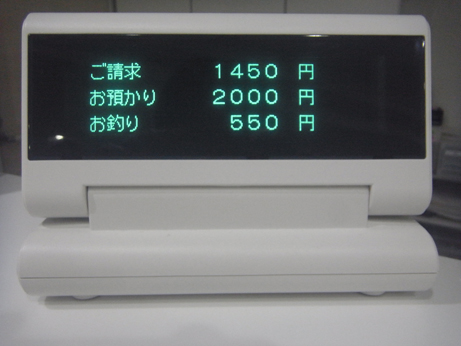 ご請求 1450 円
お預かり 2000 円
お釣り 550 円